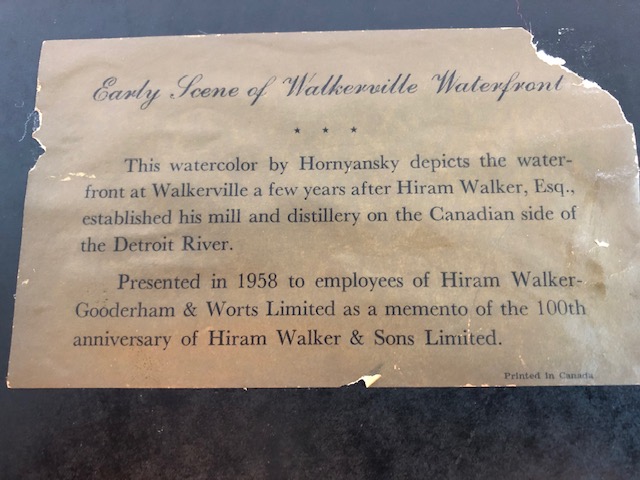 Early Scene of Walkerville Waterfront
* * *
This watercolor by Hornyansky depicts the water-
front at Walkerville a few years after Hiram Walker, Esq.,
established his mill and distillery on the Canadian side of
the Detroit River.
Presented in 1958 to employees of Hiram Walker-
Gooderham & Worts Limited as a memento of the 100th
anniversary of Hiram Walker & Sons Limited.
Printed in Canada